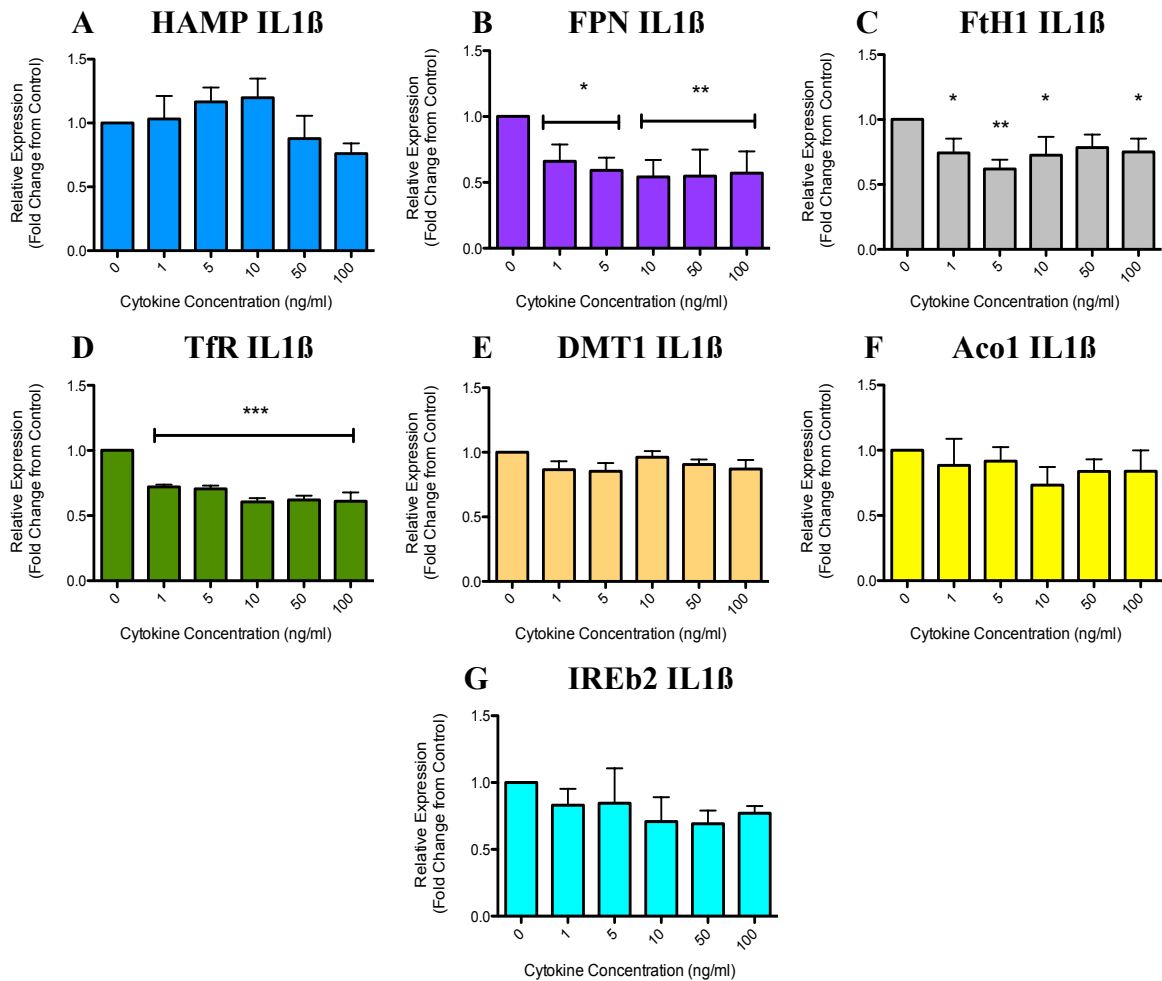 A HAMP IL1ß
Relative Expression
(Fold Change from Control)
1.5
1.0
0.5
0.0
0 1 5 10 50 100
Cytokine Concentration (ng/ml)
B FPN IL1ß
Relative Expression
(Fold Change from Control)
1.5
1.0
0.5
0.0
* **
0 1 5 10 50 100
Cytokine Concentration (ng/ml)
C FtH1 IL1ß
Relative Expression
(Fold Change from Control)
1.5
1.0
0.5
0.0
* ** * *
0 1 5 10 50 100
Cytokine Concentration (ng/ml)
D TfR IL1ß
Relative Expression
(Fold Change from Control)
1.5
1.0
0.5
0.0
***
0 1 5 10 50 100
Cytokine Concentration (ng/ml)
E DMT1 IL1ß
Relative Expression
(Fold Change from Control)
1.5
1.0
0.5
0.0
0 1 5 10 50 100
Cytokine Concentration (ng/ml)
F Aco1 IL1ß
Relative Expression
(Fold Change from Control)
1.5
1.0
0.5
0.0
0 1 5 10 50 100
Cytokine Concentration (ng/ml)
G IREb2 IL1ß
Relative Expression
(Fold Change from Control)
1.5
1.0
0.5
0.0
0 1 5 10 50 100
Cytokine Concentration (ng/ml)